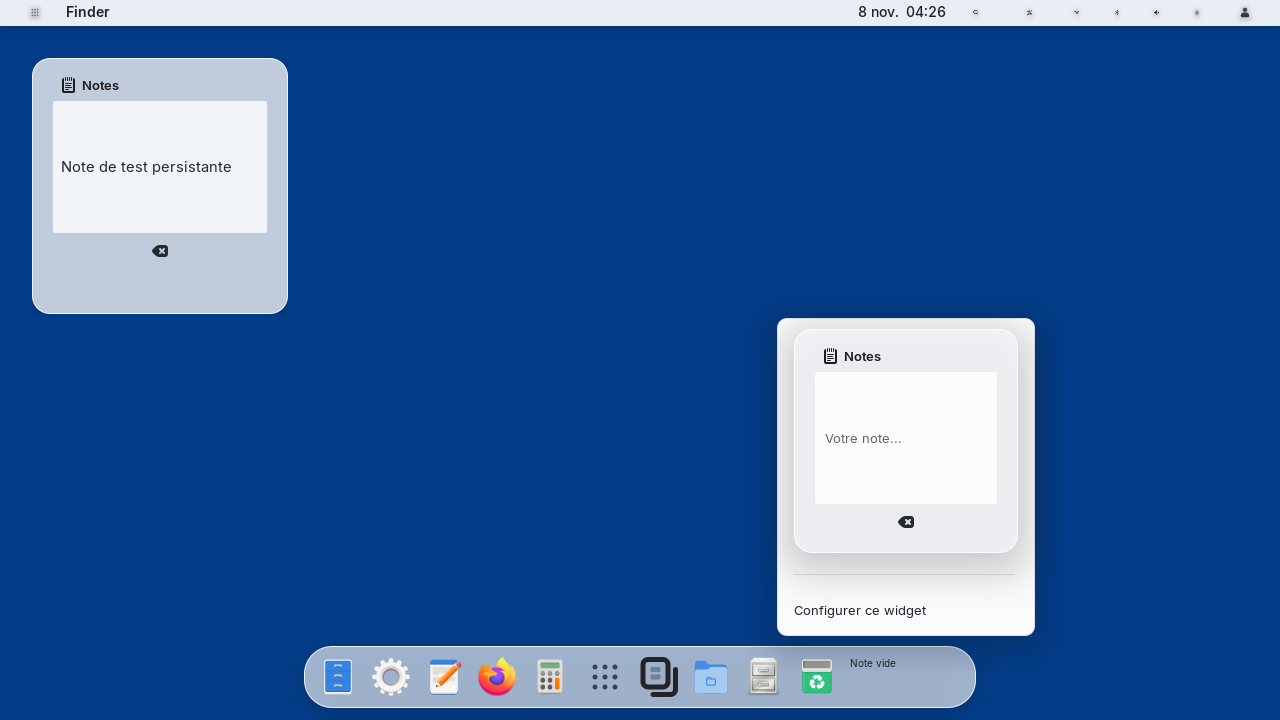 Finder
8 nov. 04:26
Notes
Note de test persistante
Notes
Votre note...
Configurer ce widget
Note vide